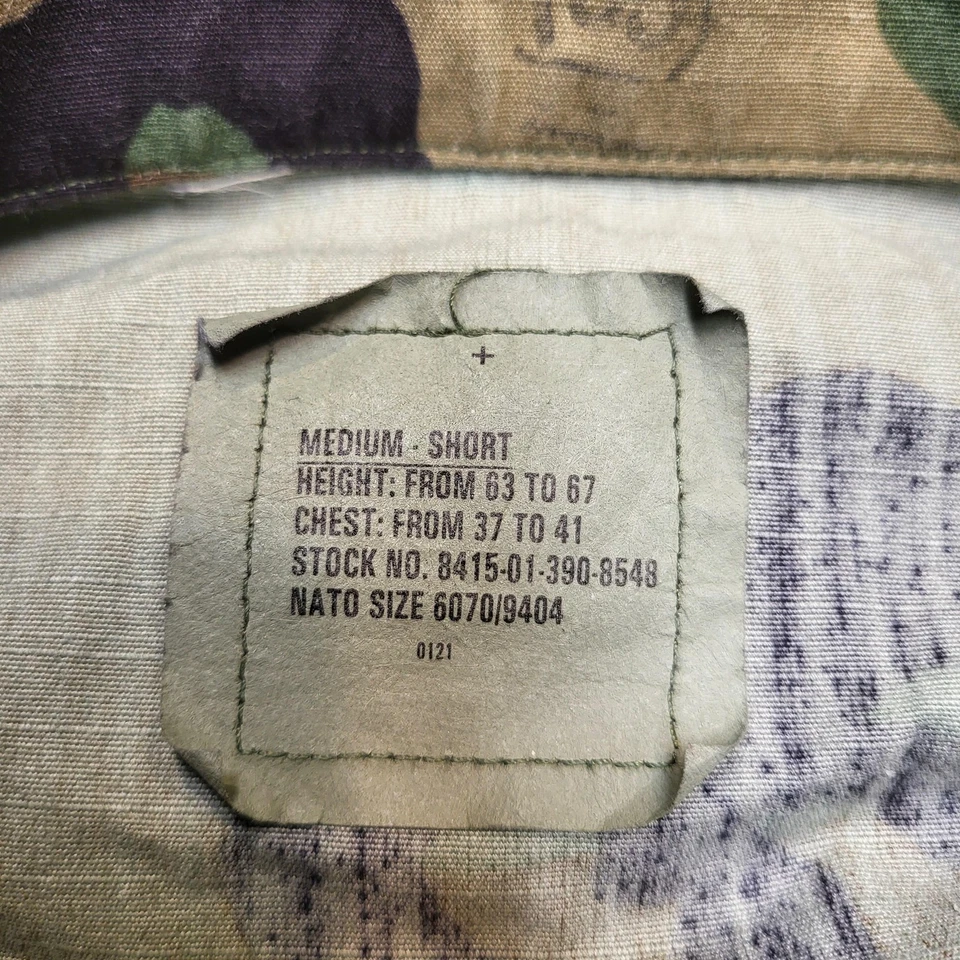 +
MEDIUM - SHORT
HEIGHT: FROM 63 TO 67
CHEST: FROM 37 TO 41
STOCK NO. 8415-01-390-8548
NATO SIZE 6070/9404
0121